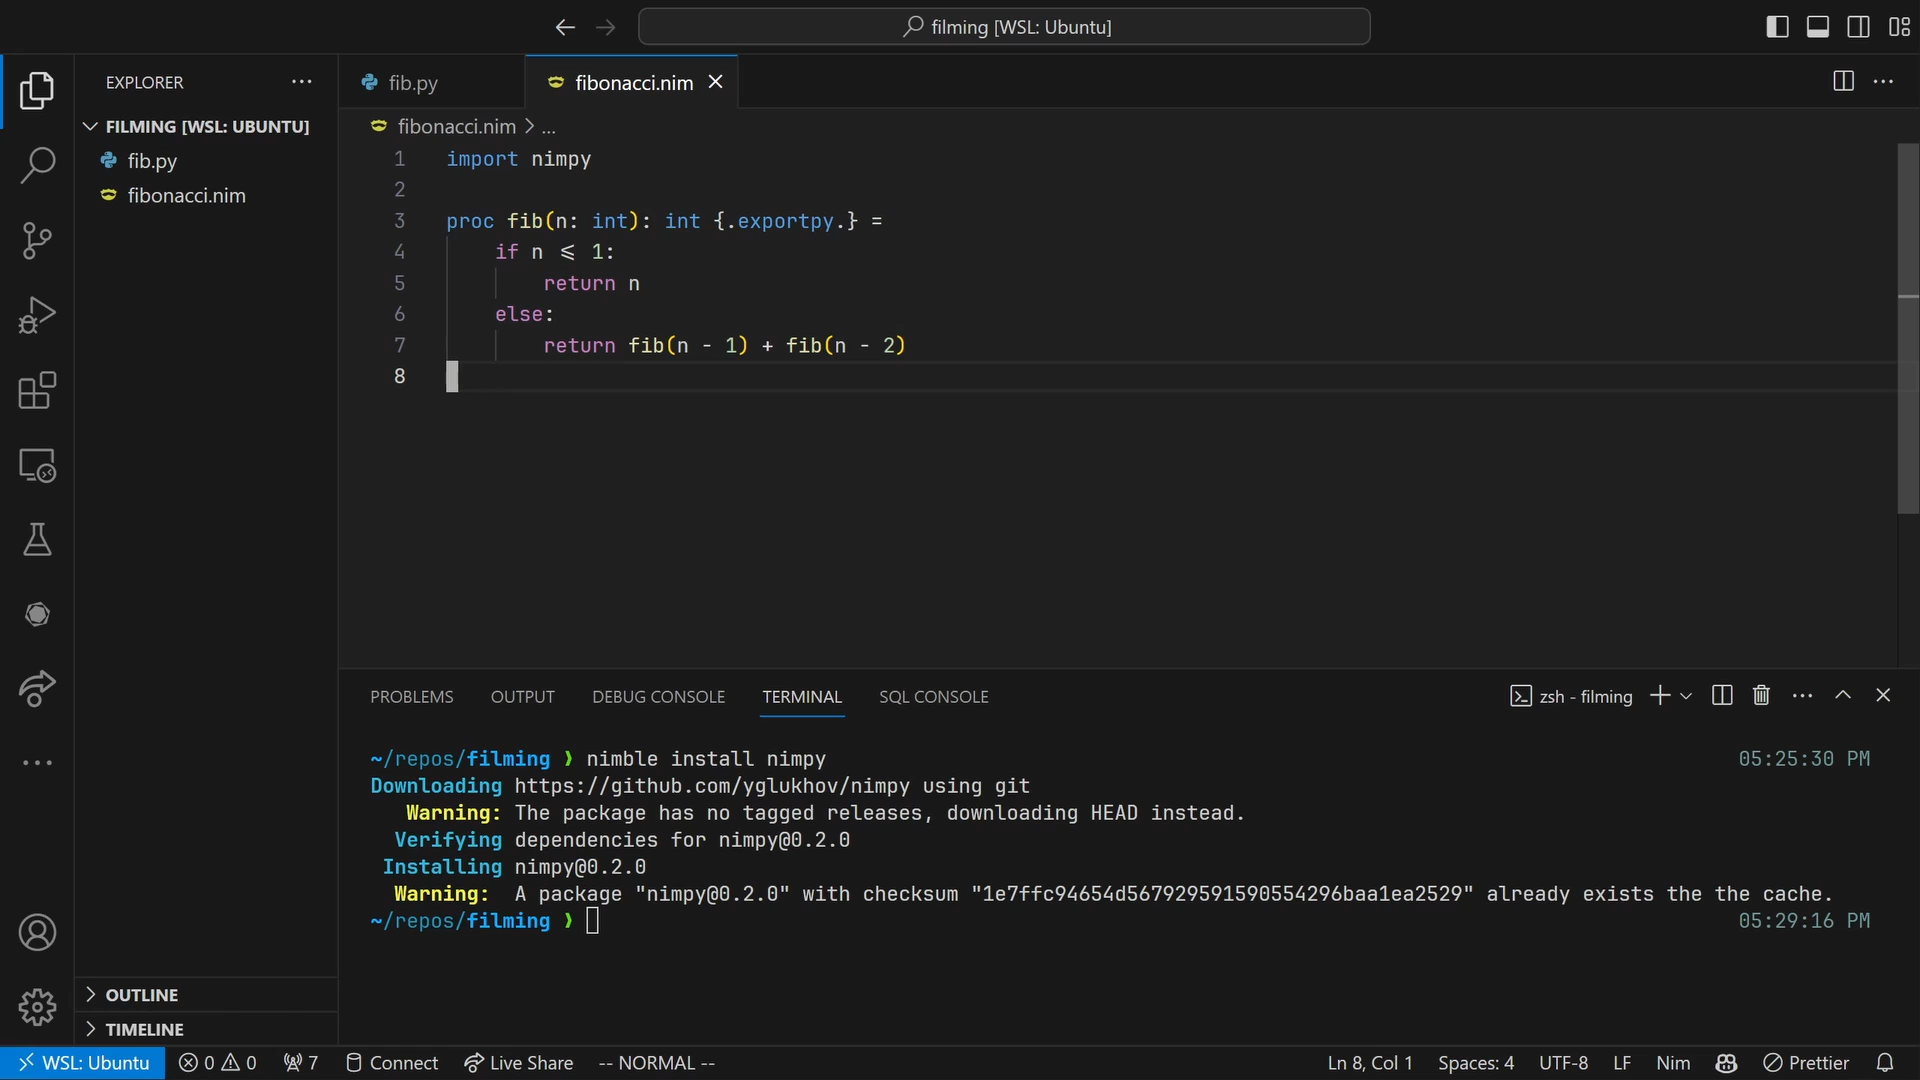 filming [WSL: Ubuntu]
EXPLORER
FILMING [WSL: UBUNTU]
fib.py
fibonacci.nim
OUTLINE
TIMELINE
fib.py
fibonacci.nim
fibonacci.nim > ...
1 import nimpy
2
3 proc fib(n: int): int {.exportpy.} =
4 if n <= 1:
5 return n
6 else:
7 return fib(n - 1) + fib(n - 2)
8
PROBLEMS OUTPUT DEBUG CONSOLE TERMINAL SQL CONSOLE
zsh - filming
~/repos/filming ❯ nimble install nimpy 05:25:30 PM
Downloading https://github.com/yglukhov/nimpy using git
Warning: The package has no tagged releases, downloading HEAD instead.
Verifying dependencies for nimpy@0.2.0
Installing nimpy@0.2.0
Warning: A package "nimpy@0.2.0" with checksum "1e7ffc94654d567929591590554296baa1ea2529" already exists the the cache.
~/repos/filming ❯ 05:29:16 PM
WSL: Ubuntu 0 0 7 Connect Live Share -- NORMAL -- Ln 8, Col 1 Spaces: 4 UTF-8 LF Nim Prettier